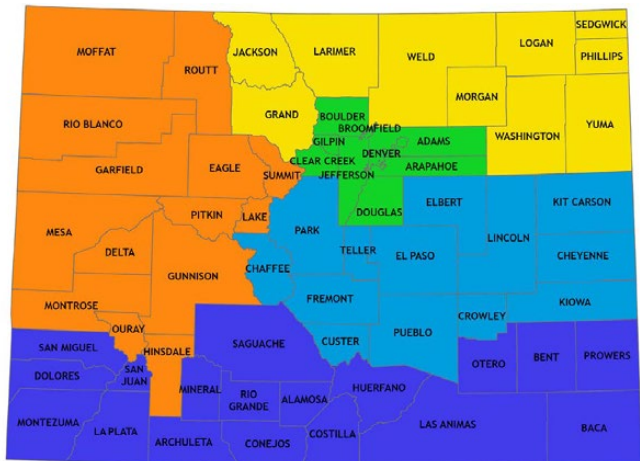 MOFFAT
ROUTT
JACKSON
LARIMER
WELD
LOGAN
SEDGWICK
PHILLIPS
MORGAN
GRAND
BOULDER
BROOMFIELD
RIO BLANCO
GILPIN
ADAMS
WASHINGTON
YUMA
DENVER
CLEAR CREEK
EAGLE
GARFIELD
SUMMIT
JEFFERSON
ARAPAHOE
ELBERT
KIT CARSON
DOUGLAS
PITKIN
LAKE
MESA
PARK
LINCOLN
DELTA
TELLER
EL PASO
CHEYENNE
CHAFFEE
GUNNISON
FREMONT
MONTROSE
KIOWA
CROWLEY
OURAY
PUEBLO
SAN MIGUEL
HINSDALE
SAGUACHE
CUSTER
OTERO
BENT
PROWERS
DOLORES
SAN
JUAN
MINERAL
RIO
GRANDE
ALAMOSA
HUERFANO
MONTEZUMA
LA PLATA
ARCHULETA
CONEJOS
COSTILLA
LAS ANIMAS
BACA